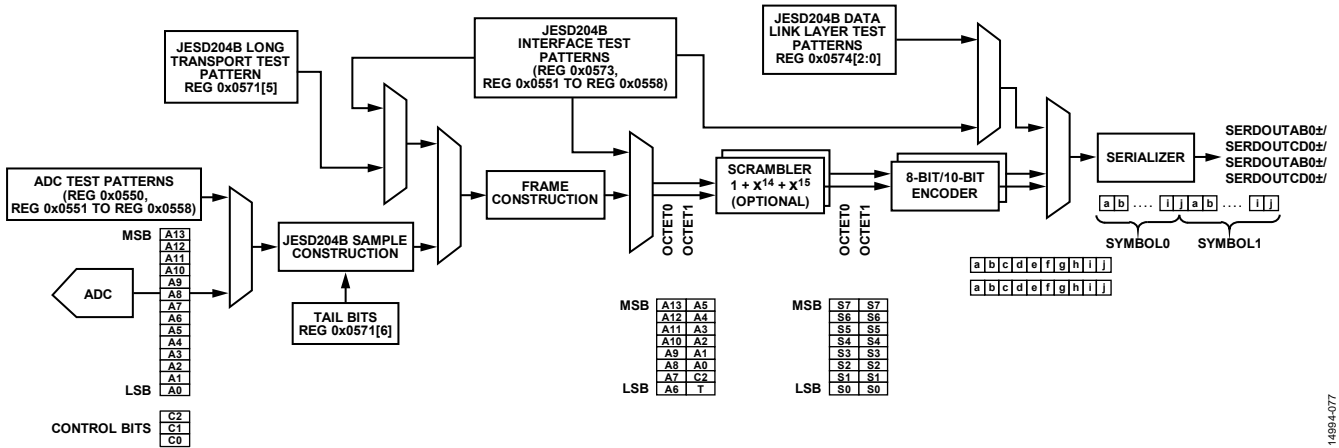 JESD204B LONG
TRANSPORT TEST
PATTERN
REG 0x0571[5]
JESD204B
INTERFACE TEST
PATTERNS
(REG 0x0573,
REG 0x0551 TO REG 0x0558)
JESD204B DATA
LINK LAYER TEST
PATTERNS
REG 0x0574[2:0]
ADC TEST PATTERNS
(REG 0x0550,
REG 0x0551 TO REG 0x0558)
MSB
A13
A12
A11
A10
A9
A8
A7
A6
A5
A4
A3
A2
A1
A0
LSB
ADC
CONTROL BITS
C2
C1
C0
JESD204B SAMPLE
CONSTRUCTION
TAIL BITS
REG 0x0571[6]
FRAME
CONSTRUCTION
OCTET0
OCTET1
SCRAMBLER
1 + x14 + x15
(OPTIONAL)
OCTET0
OCTET1
8-BIT/10-BIT
ENCODER
SERIALIZER
SERDOUTAB0±/
SERDOUTCD0±/
SERDOUTAB0±/
SERDOUTCD0±/
a b .... i j a b .... i j
SYMBOL0 SYMBOL1
a b c d e f g h i j
a b c d e f g h i j
MSB
A13 A5
A12 A4
A11 A3
A10 A2
A9 A1
A8 A0
A7 C2
A6 T
LSB
MSB
S7 S7
S6 S6
S5 S5
S4 S4
S3 S3
S2 S2
S1 S1
S0 S0
LSB
14994-077